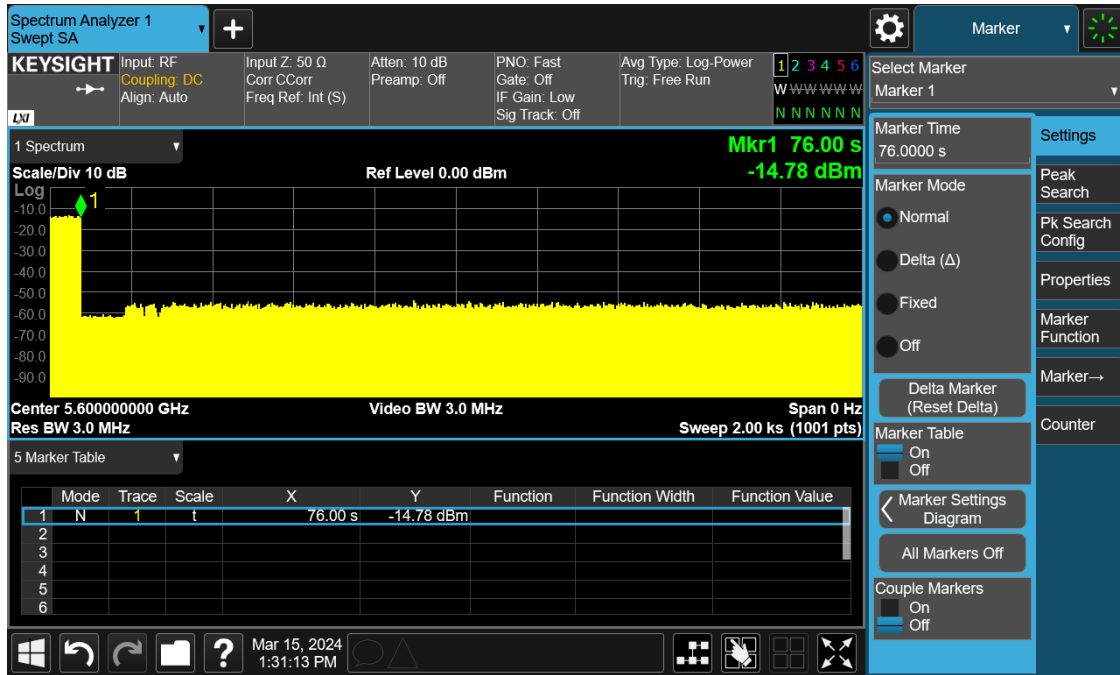 Spectrum Analyzer 1
Swept SA
Marker
KEYSIGHT
LXI
Input: RF
Coupling: DC
Align: Auto
Input Z: 50 Ω
Corr CCorr
Freq Ref: Int (S)
Atten: 10 dB
Preamp: Off
PNO: Fast
Gate: Off
IF Gain: Low
Sig Track: Off
Avg Type: Log-Power
Trig: Free Run
1 2 3 4 5 6
W W W W W W
N N N N N N
Select Marker
Marker 1
1 Spectrum
Mkr1 76.00 s
-14.78 dBm
Scale/Div 10 dB
Ref Level 0.00 dBm
Log
1
-10.0
-20.0
-30.0
-40.0
-50.0
-60.0
-70.0
-80.0
-90.0
Center 5.600000000 GHz
Video BW 3.0 MHz
Span 0 Hz
Res BW 3.0 MHz
Sweep 2.00 ks (1001 pts)
5 Marker Table
Mode Trace Scale X Y Function Function Width Function Value
1 N 1 t 76.00 s -14.78 dBm
2
3
4
5
6
Mar 15, 2024
1:31:13 PM
?
Marker Time
76.0000 s
Marker Mode
Normal
Delta (Δ)
Fixed
Off
Delta Marker
(Reset Delta)
Marker Table
On
Off
Marker Settings
Diagram
All Markers Off
Couple Markers
On
Off
Settings
Peak
Search
Pk Search
Config
Properties
Marker
Function
Marker→
Counter